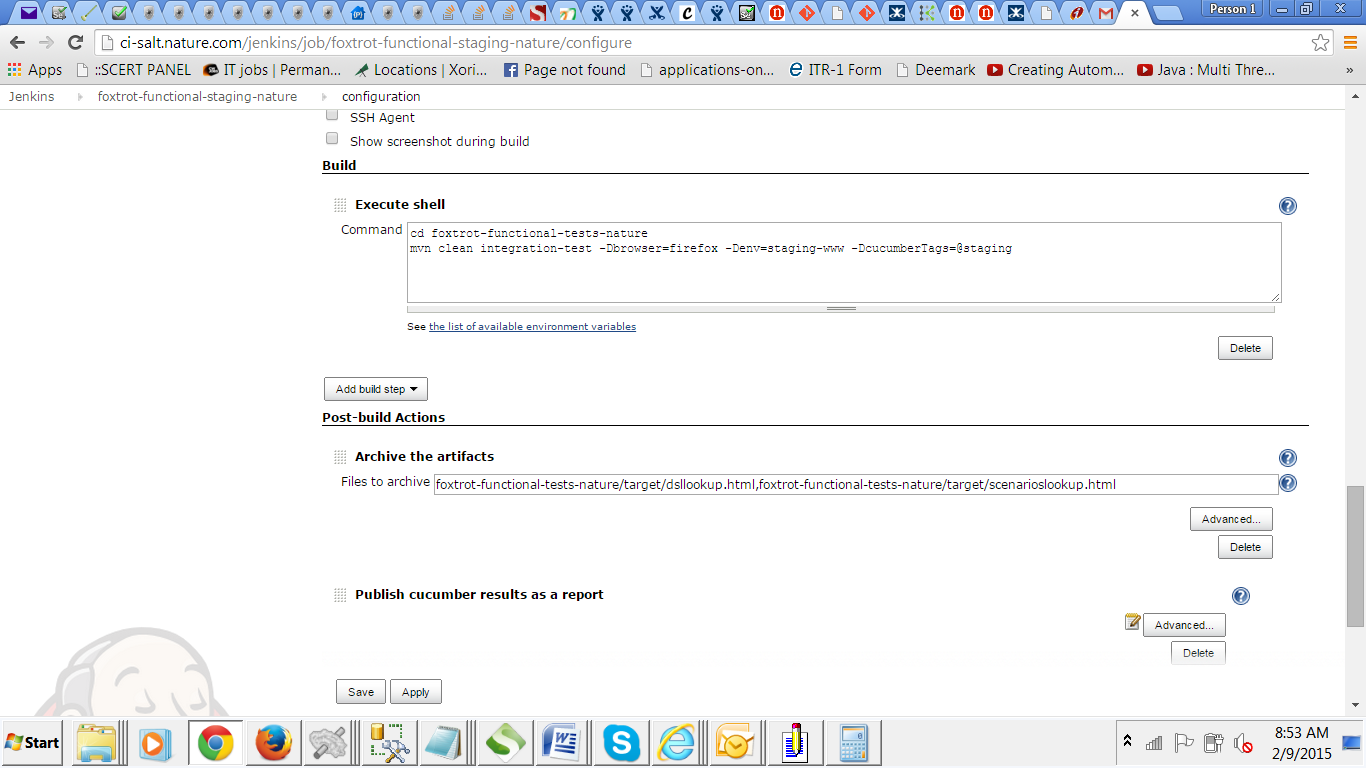 Person 1
ci-salt.nature.com/jenkins/job/foxtrot-functional-staging-nature/configure
Apps ::SCERT PANEL IT jobs | Perman... Locations | Xori... Page not found applications-on... ITR-1 Form Deemark Creating Autom... Java : Multi Thre... »
Jenkins foxtrot-functional-staging-nature configuration
SSH Agent
Show screenshot during build
Build
Execute shell
Command
cd foxtrot-functional-tests-nature
mvn clean integration-test -Dbrowser=firefox -Denv=staging-www -DcucumberTags=@staging
See the list of available environment variables
Delete
Add build step
Post-build Actions
Archive the artifacts
Files to archive foxtrot-functional-tests-nature/target/dsllookup.html,foxtrot-functional-tests-nature/target/scenarioslookup.html
Advanced...
Delete
Publish cucumber results as a report
Advanced...
Delete
Save Apply
Start
8:53 AM
2/9/2015